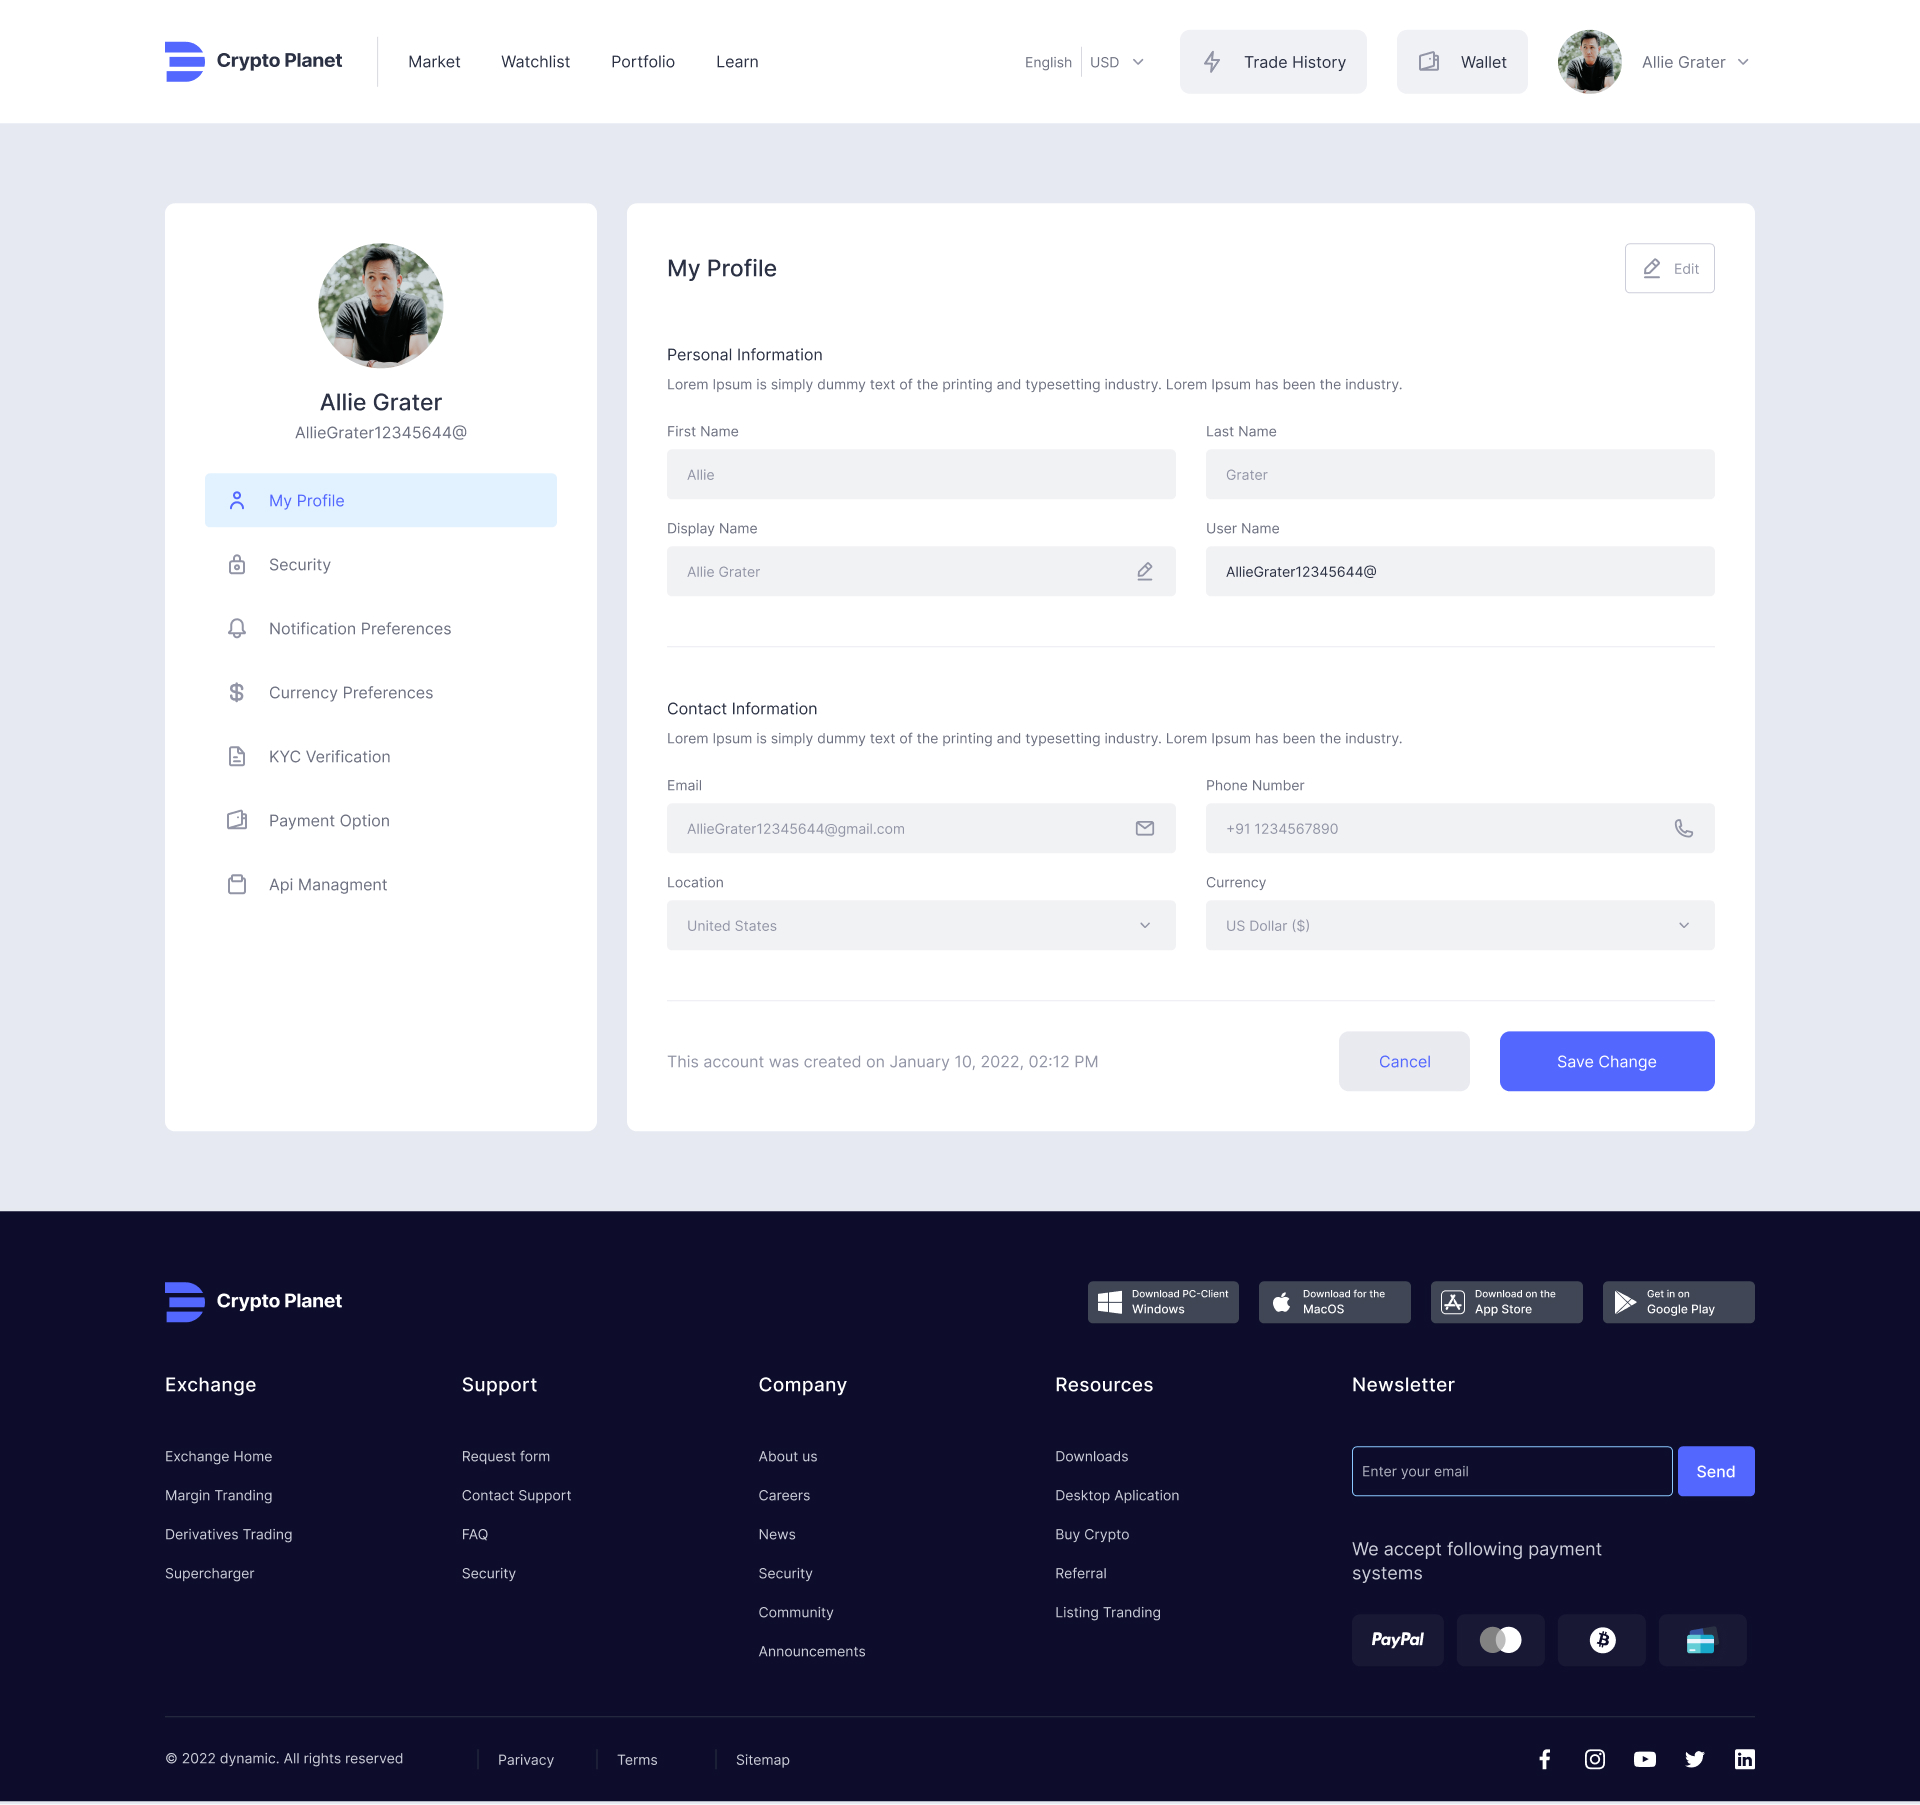 Crypto Planet
Market
Watchlist
Portfolio
Learn
English
USD
Trade History
Wallet
Allie Grater
Allie Grater
AllieGrater12345644@
My Profile
Security
Notification Preferences
Currency Preferences
KYC Verification
Payment Option
Api Managment
My Profile
Edit
Personal Information
Lorem Ipsum is simply dummy text of the printing and typesetting industry. Lorem Ipsum has been the industry.
First Name
Last Name
Allie
Grater
Display Name
User Name
Allie Grater
AllieGrater12345644@
Contact Information
Lorem Ipsum is simply dummy text of the printing and typesetting industry. Lorem Ipsum has been the industry.
Email
Phone Number
AllieGrater12345644@gmail.com
+91 1234567890
Location
Currency
United States
US Dollar ($)
This account was created on January 10, 2022, 02:12 PM
Cancel
Save Change
Crypto Planet
Download PC-Client
Windows
Download for the
MacOS
Download on the
App Store
Get in on
Google Play
Exchange
Exchange Home
Margin Tranding
Derivatives Trading
Supercharger
Support
Request form
Contact Support
FAQ
Security
Company
About us
Careers
News
Security
Community
Announcements
Resources
Downloads
Desktop Aplication
Buy Crypto
Referral
Listing Tranding
Newsletter
Enter your email
Send
We accept following payment
systems
PayPal
© 2022 dynamic. All rights reserved
Parivacy
Terms
Sitemap